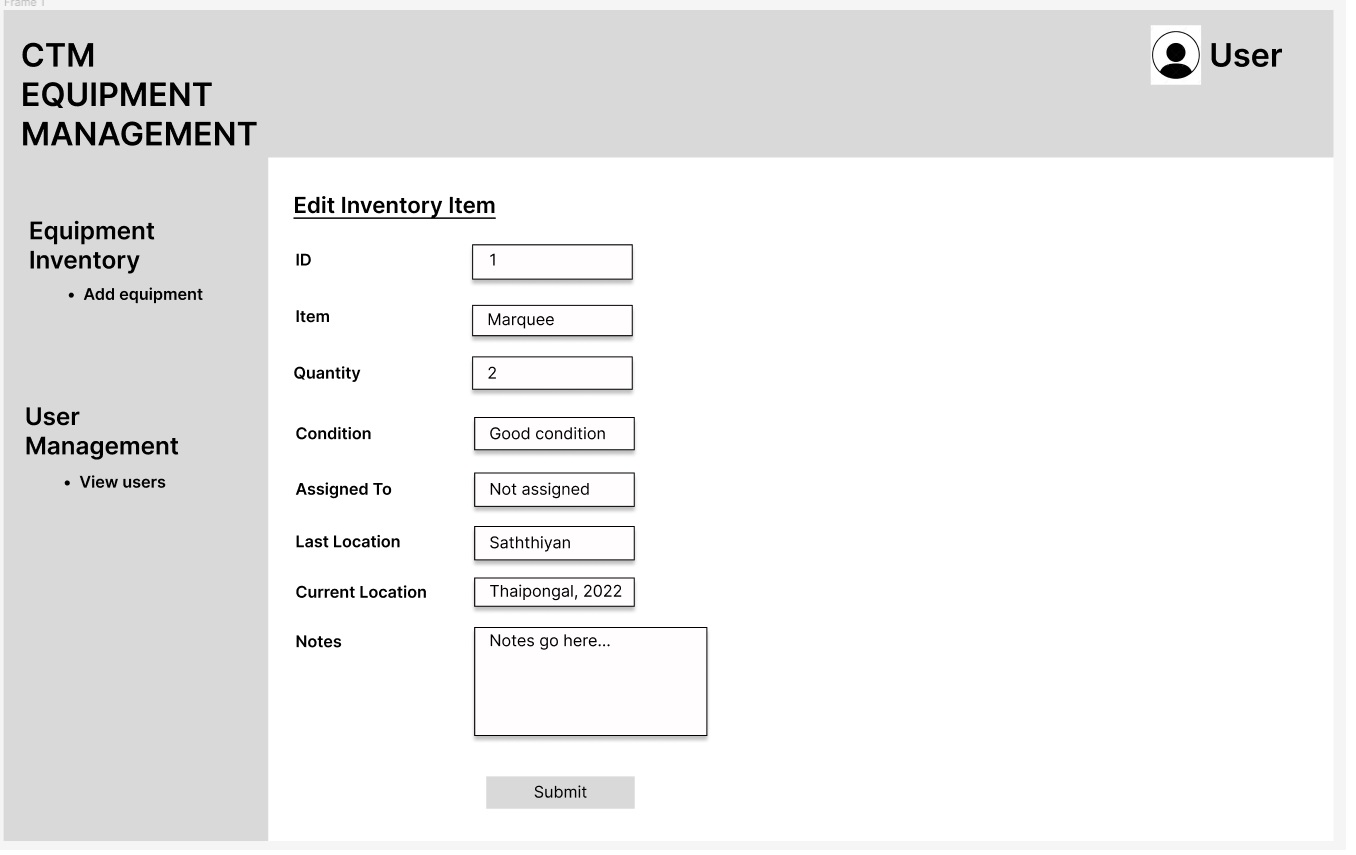 Frame 1
CTM
EQUIPMENT
MANAGEMENT
User
Equipment
Inventory
• Add equipment
User
Management
• View users
Edit Inventory Item
ID 1
Item Marquee
Quantity 2
Condition Good condition
Assigned To Not assigned
Last Location Saththiyan
Current Location Thaipongal, 2022
Notes Notes go here...
Submit